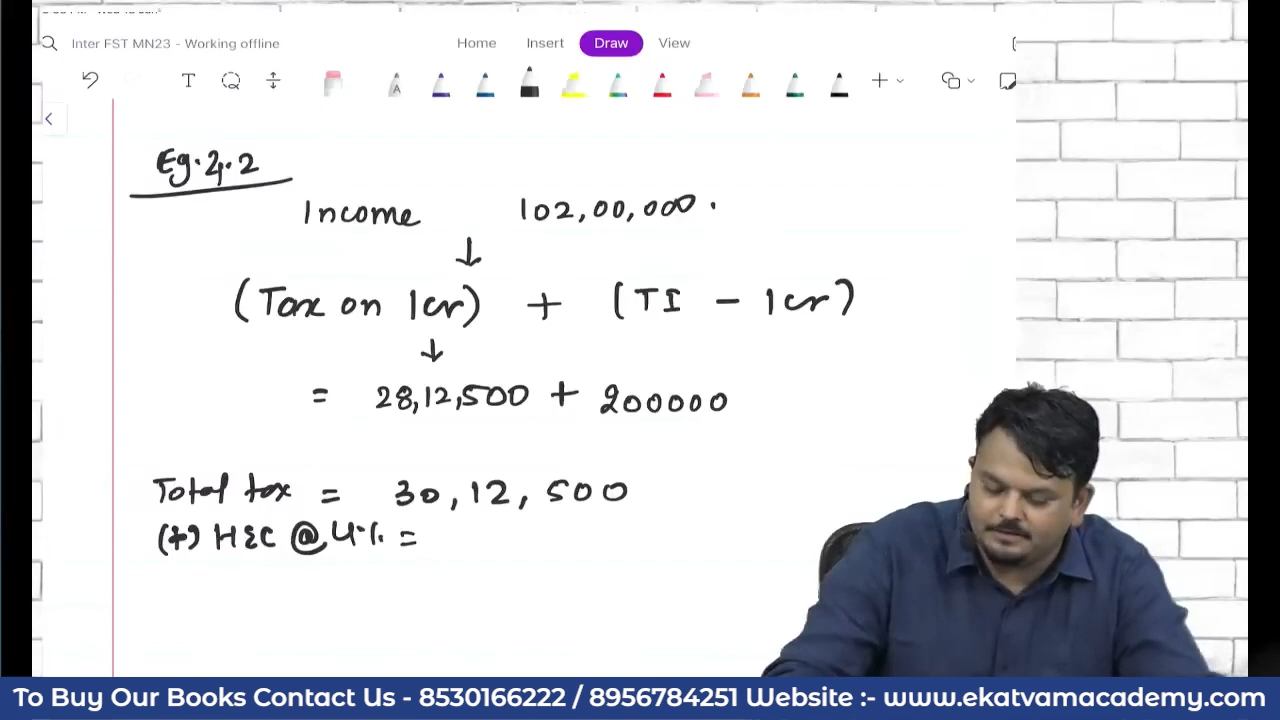 Inter FST MN23 - Working offline
Home Insert Draw View
Eg. 2.2
Income 102,00,000.
↓
(Tax on 1cr) + (TI - 1cr)
↓
= 28,12,500 + 200000
Total tax = 30,12,500
(+) HEC @ 4% =
To Buy Our Books Contact Us - 8530166222 / 8956784251 Website :- www.ekatvamacademy.com